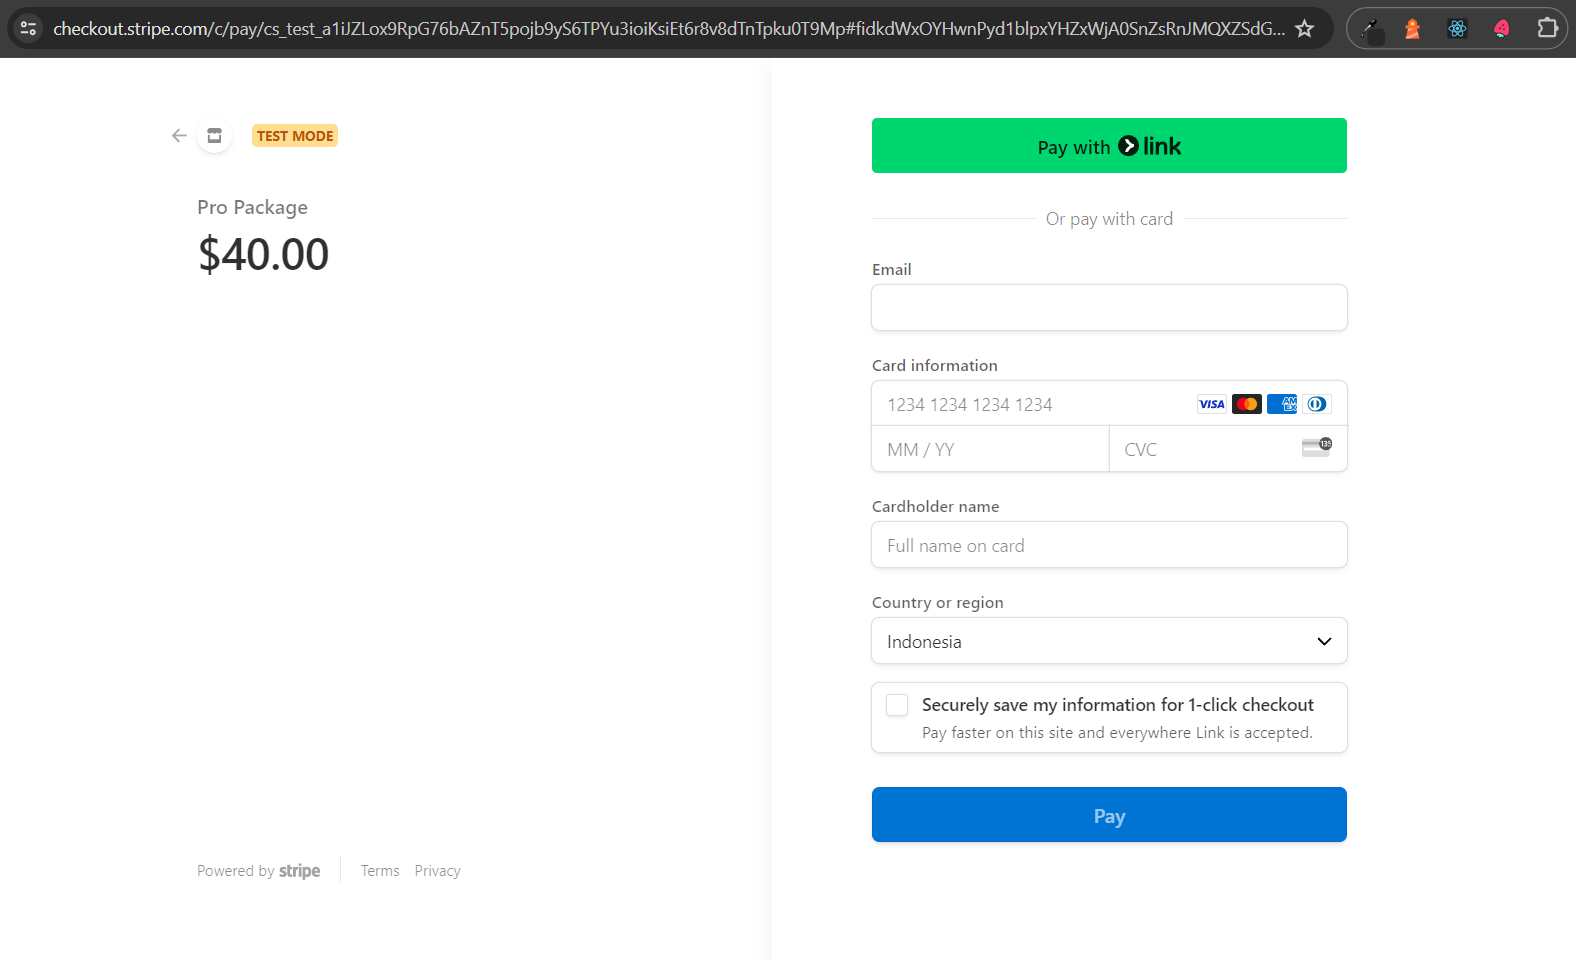 checkout.stripe.com/c/pay/cs_test_a1iJZLox9RpG76bAZnT5pojb9yS6TPYu3ioiKsiEt6r8v8dTnTpku0T9Mp#fidkdWxOYHwnPyd1blpxYHZxWjA0SnZsRnJMQXZSdG...
TEST MODE
Pro Package
$40.00
Powered by stripe
Terms
Privacy
Pay with link
Or pay with card
Email
Card information
1234 1234 1234 1234
VISA
AM
EX
MM / YY
CVC
135
Cardholder name
Full name on card
Country or region
Indonesia
Securely save my information for 1-click checkout
Pay faster on this site and everywhere Link is accepted.
Pay